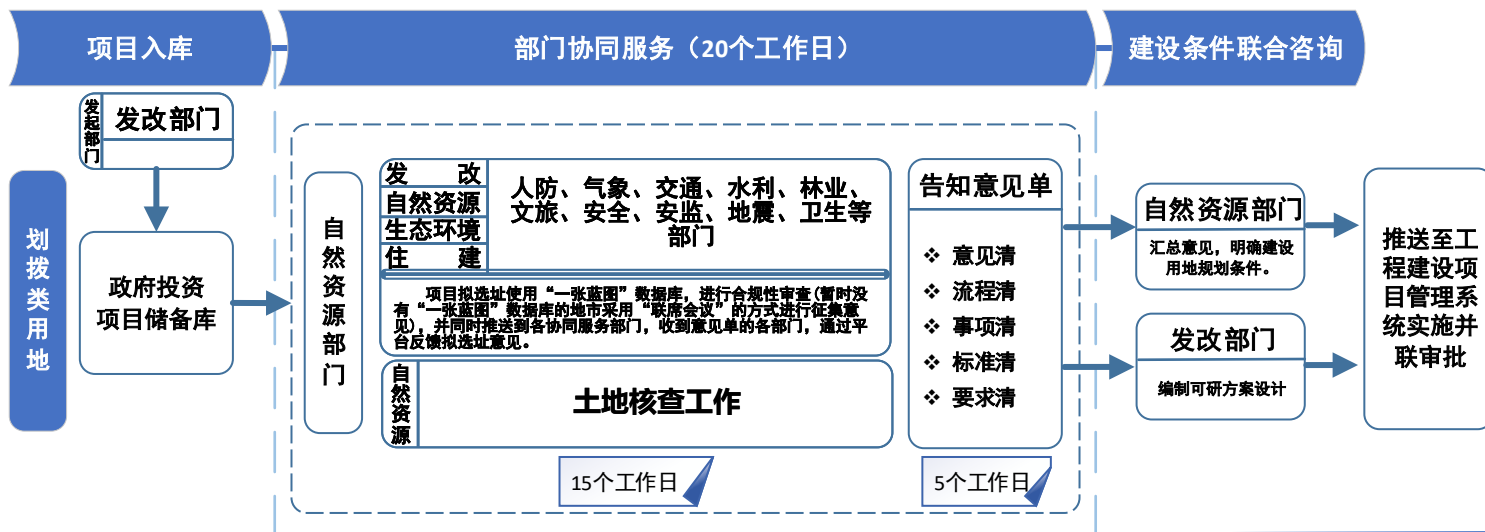 项目入库
部门协同服务（20个工作日）
建设条件联合咨询
划拨类用地
发起部门
发改部门
政府投资
项目储备库
自然资源部门
发 改
自然资源
生态环境
住 建
人防、气象、交通、水利、林业、
文旅、安全、安监、地震、卫生等
部门
项目拟选址使用“一张蓝图”数据库，进行合规性审查(暂时没
有“一张蓝图”数据库的地市采用“联席会议”的方式进行征集意
见)，并同时推送到各协同服务部门，收到意见单的各部门，通过平
台反馈拟选址意见。
自然资源
土地核查工作
15个工作日
告知意见单
❖ 意见清
❖ 流程清
❖ 事项清
❖ 标准清
❖ 要求清
5个工作日
自然资源部门
汇总意见，明确建设
用地规划条件。
发改部门
编制可研方案设计
推送至工
程建设项
目管理系
统实施并
联审批